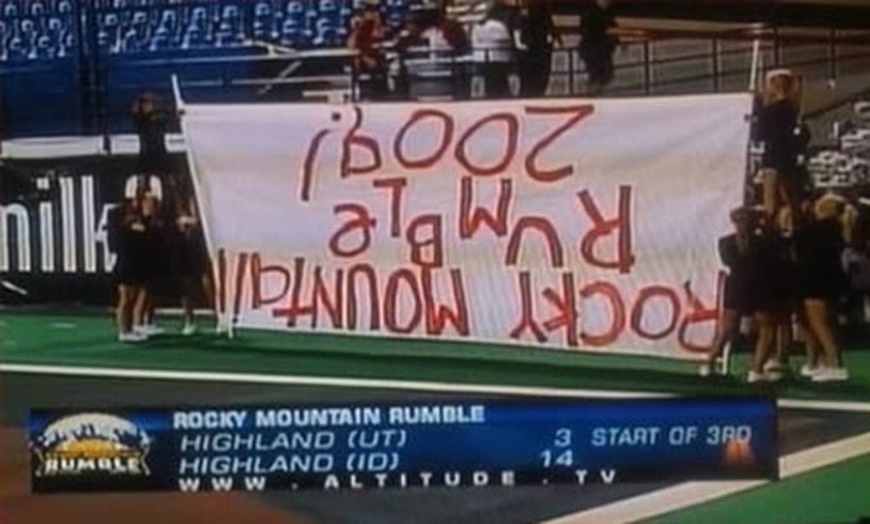 milk
ROCKY MOUNTaIN
RUMBLe
2009!
RUMBLE
ROCKY MOUNTAIN RUMBLE
HIGHLAND (UT) 3 START OF 3RD
HIGHLAND (ID) 14
WWW.ALTITUDE.TV